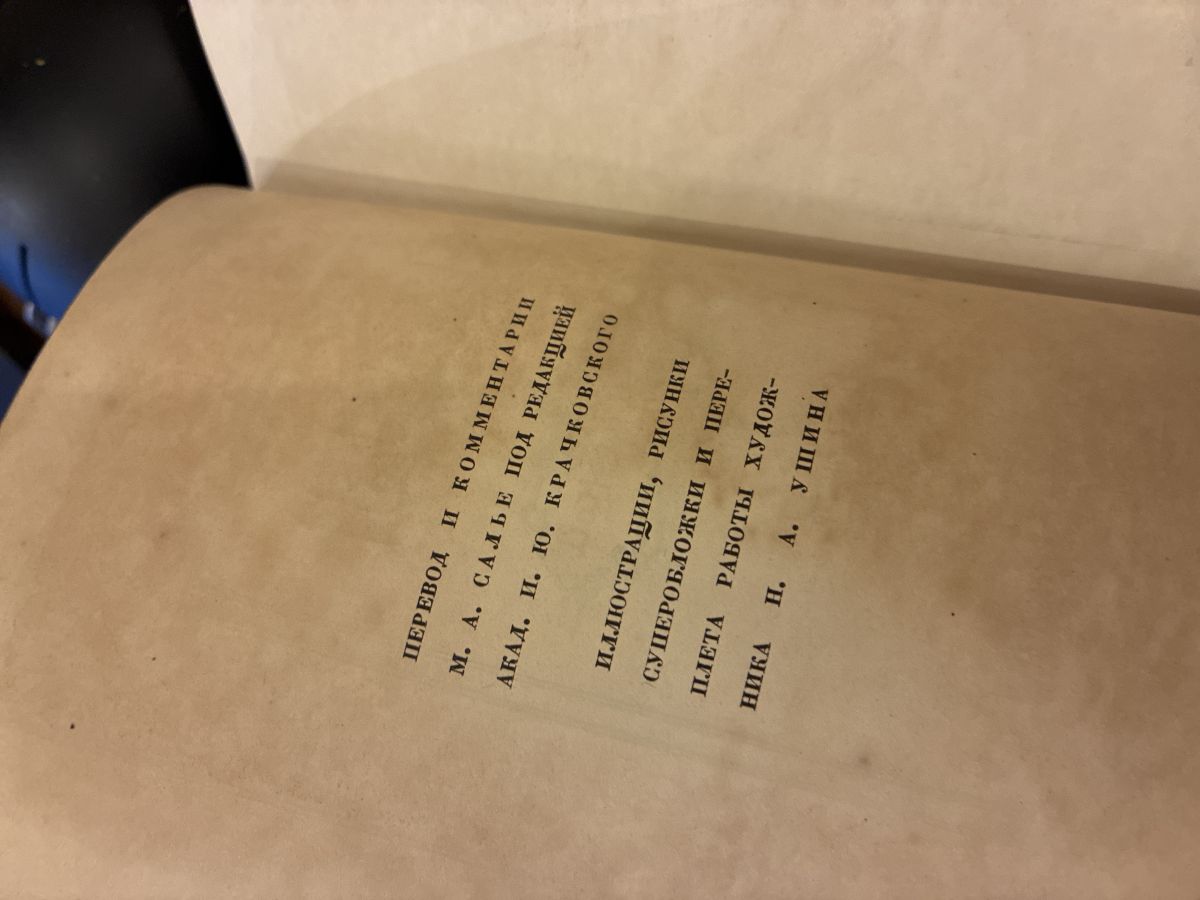 ПЕРЕВОД И КОММЕНТАРИИ
М. А. САЛЬЕ ПОД РЕДАКЦИЕЙ
АКАД. И. Ю. КРАЧКОВСКОГО
ИЛЛЮСТРАЦИИ, РИСУНКИ
СУПЕРОБЛОЖКИ И ПЕРЕ-
ПЛЕТА РАБОТЫ ХУДОЖ-
НИКА Н. А. УШИНА